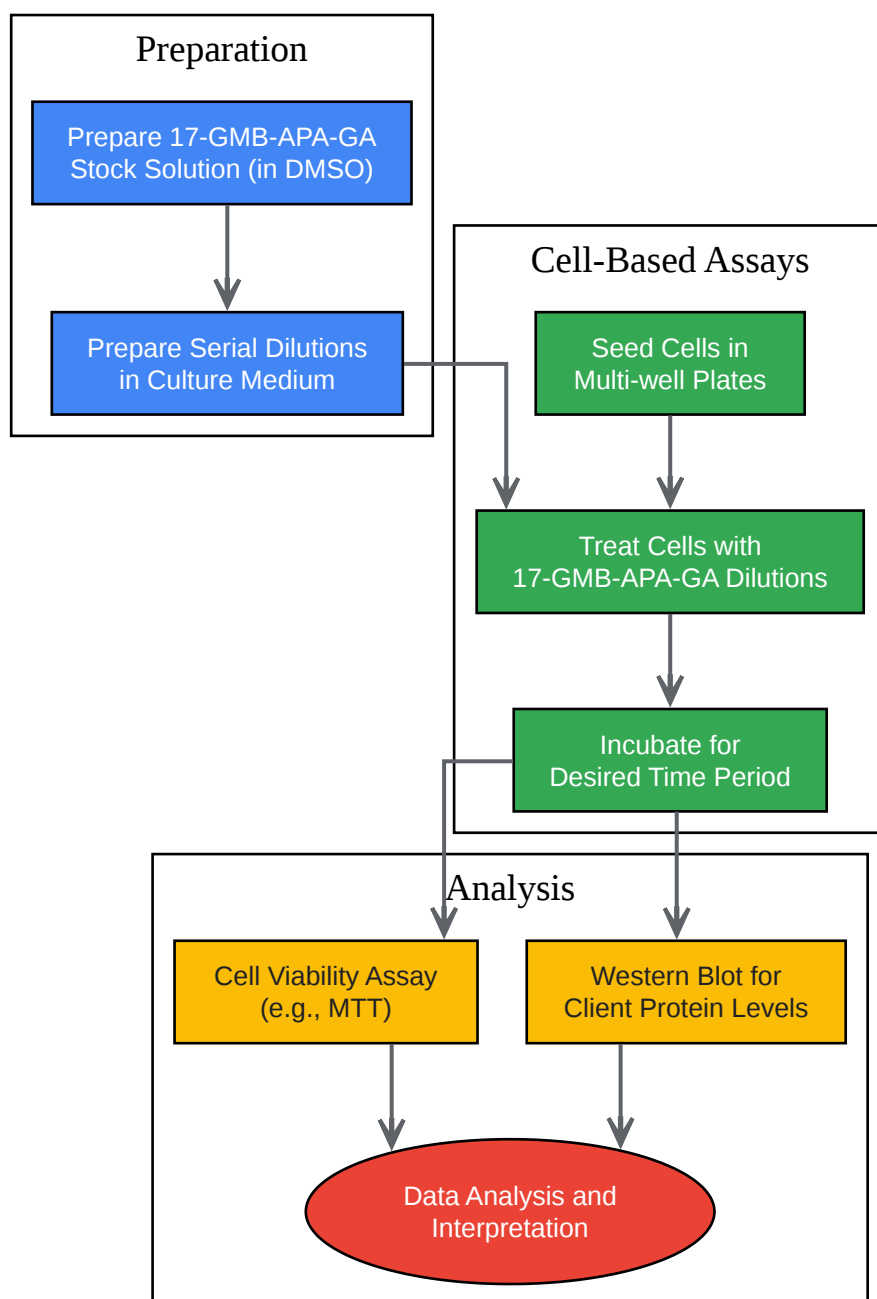 Preparation
Prepare 17-GMB-APA-GA
Stock Solution (in DMSO)
Prepare Serial Dilutions
in Culture Medium
Cell-Based Assays
Seed Cells in
Multi-well Plates
Treat Cells with
17-GMB-APA-GA Dilutions
Incubate for
Desired Time Period
Analysis
Cell Viability Assay
(e.g., MTT)
Western Blot for
Client Protein Levels
Data Analysis and
Interpretation